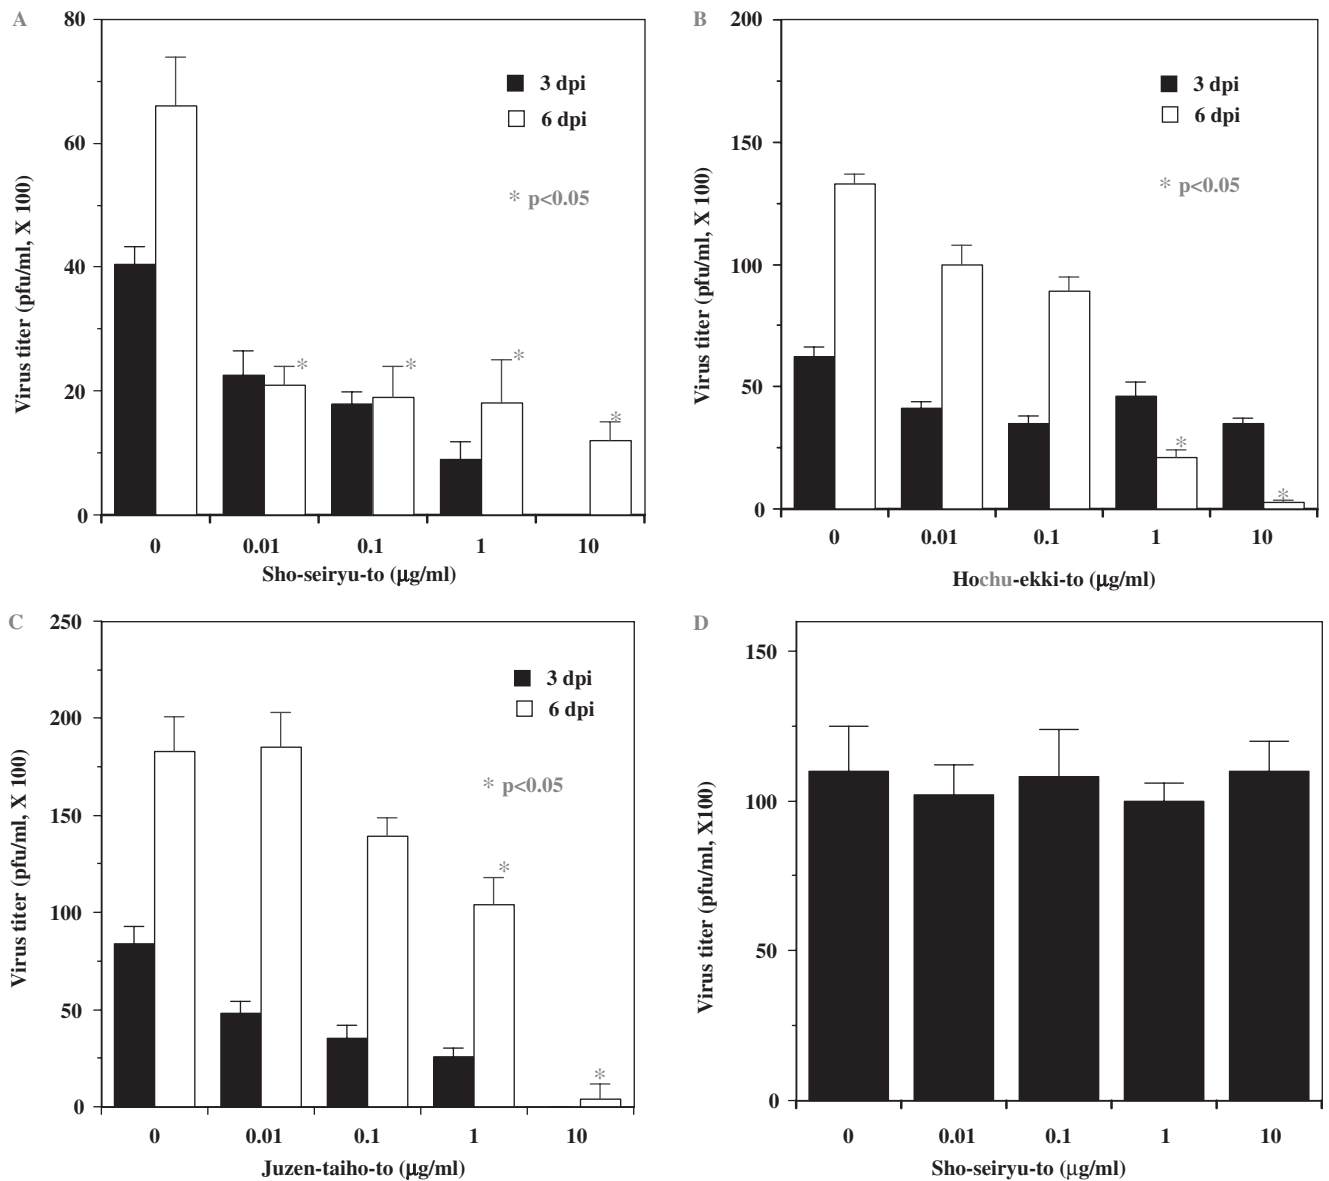 A
80
60
40
20
0
Virus titer (pfu/ml, X 100)
3 dpi
6 dpi
* p<0.05
*
*
*
*
0 0.01 0.1 1 10
Sho-seiryu-to (μg/ml)
B
200
150
100
50
0
Virus titer (pfu/ml, X 100)
3 dpi
6 dpi
* p<0.05
*
*
0 0.01 0.1 1 10
Hochu-ekki-to (μg/ml)
C
250
200
150
100
50
0
Virus titer (pfu/ml, X 100)
3 dpi
6 dpi
* p<0.05
*
*
0 0.01 0.1 1 10
Juzen-taiho-to (μg/ml)
D
150
100
50
0
Virus titer (pfu/ml, X100)
0 0.01 0.1 1 10
Sho-seiryu-to (μg/ml)